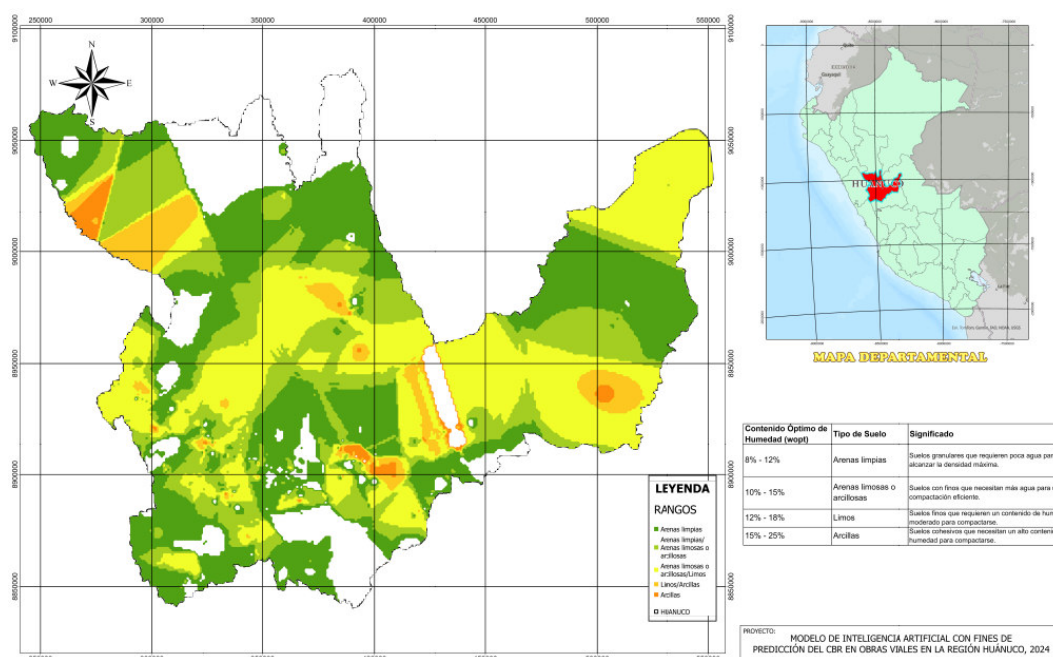 250000 300000 350000 400000 450000 500000 550000
9100000
9050000
9000000
8950000
8900000
8850000
N
W E
S
LEYENDA
RANGOS
Arenas limpias
Arenas limpias/
Arenas limosas o
arcillosas
Arenas limosas o
arcillosas/Limos
Limos/Arcillas
Arcillas
HUANUCO
Quito
Guayaquil
HUÁNUCO
MAPA DEPARTAMENTAL
Contenido Óptimo de Humedad (wopt) Tipo de Suelo Significado
8% - 12% Arenas limpias Suelos granulares que requieren poca agua par
alcanzar la densidad máxima.
10% - 15% Arenas limosas o arcillosas Suelos con finos que necesitan más agua para
compactación eficiente.
12% - 18% Limos Suelos finos que requieren un contenido de hum
moderado para compactarse.
15% - 25% Arcillas Suelos cohesivos que necesitan un alto conteni
humedad para compactarse.
PROYECTO:
MODELO DE INTELIGENCIA ARTIFICIAL CON FINES DE
PREDICCIÓN DEL CBR EN OBRAS VIALES EN LA REGIÓN HUÁNUCO, 2024